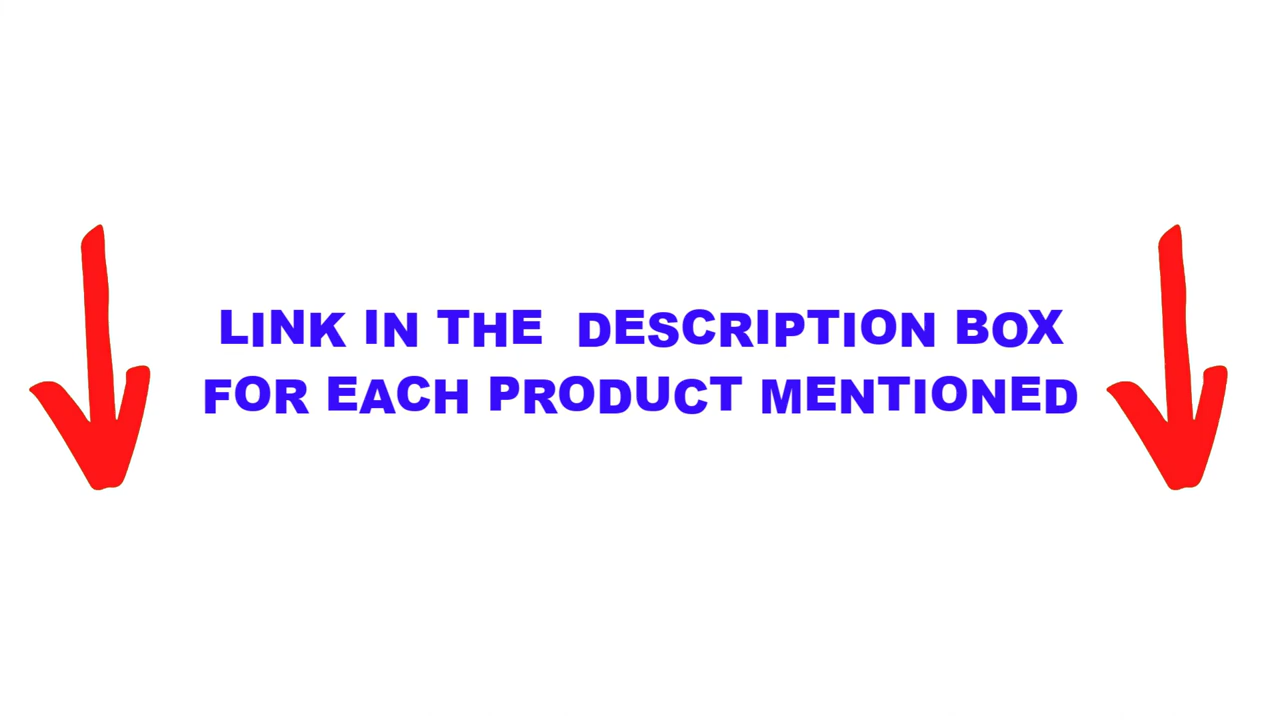 LINK IN THE  DESCRIPTION BOX
FOR EACH PRODUCT MENTIONED